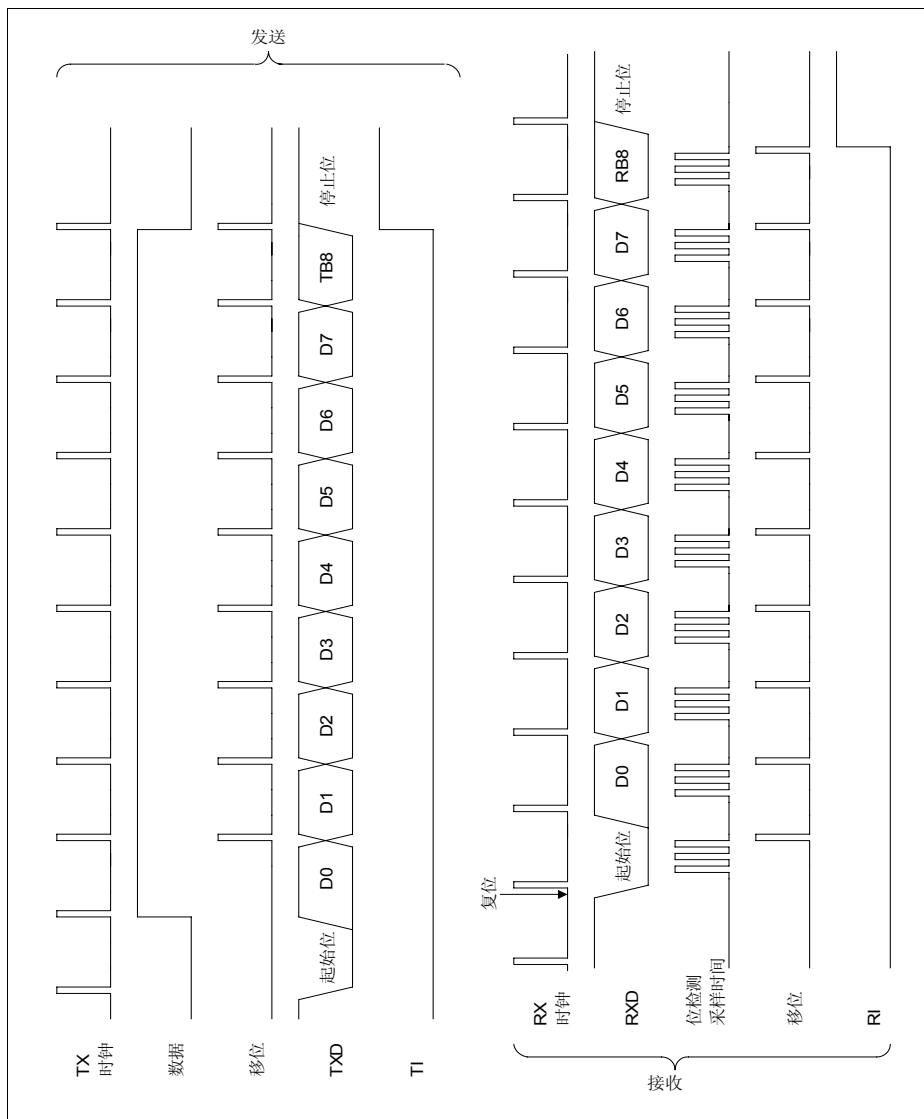 发送
TX
时钟
数据
移位
TXD
起始位
D0
D1
D2
D3
D4
D5
D6
D7
TB8
停止位
TI
接收
RX
时钟
复位
RXD
起始位
D0
D1
D2
D3
D4
D5
D6
D7
RB8
停止位
位检测
采样时间
移位
RI